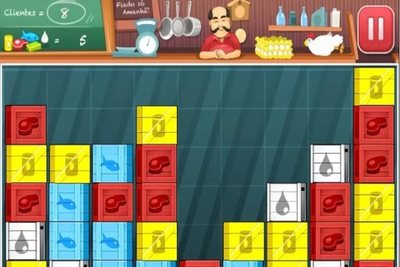 Clientes = 8
= 5
Fiado só
Amanhã!